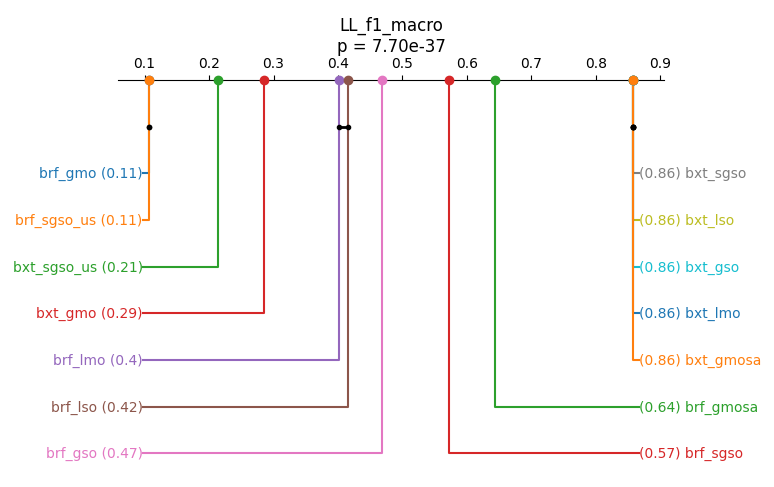 LL_f1_macro
p = 7.70e-37
0.1 0.2 0.3 0.4 0.5 0.6 0.7 0.8 0.9
brf_gmo (0.11)
(0.86) bxt_sgso
brf_sgso_us (0.11)
(0.86) bxt_lso
bxt_sgso_us (0.21)
(0.86) bxt_gso
bxt_gmo (0.29)
(0.86) bxt_lmo
brf_lmo (0.4)
(0.86) bxt_gmosa
brf_lso (0.42)
(0.64) brf_gmosa
brf_gso (0.47)
(0.57) brf_sgso